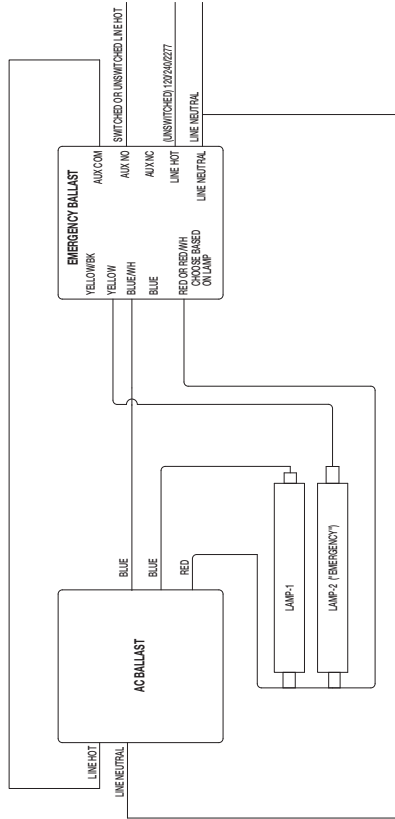 SWITCHED OR UNSWITCHED LINE HOT
(UNSWITCHED) 120/240/2277
LINE NEUTRAL
EMERGENCY BALLAST
AUX COM
AUX NO
AUX NC
LINE HOT
LINE NEUTRAL
YELLOW/BK
YELLOW
BLUE/WH
BLUE
RED OR RED/WH
CHOOSE BASED
ON LAMP
BLUE
BLUE
RED
AC BALLAST
LINE HOT
LINE NEUTRAL
LAMP-1
LAMP-2 ("EMERGENCY")